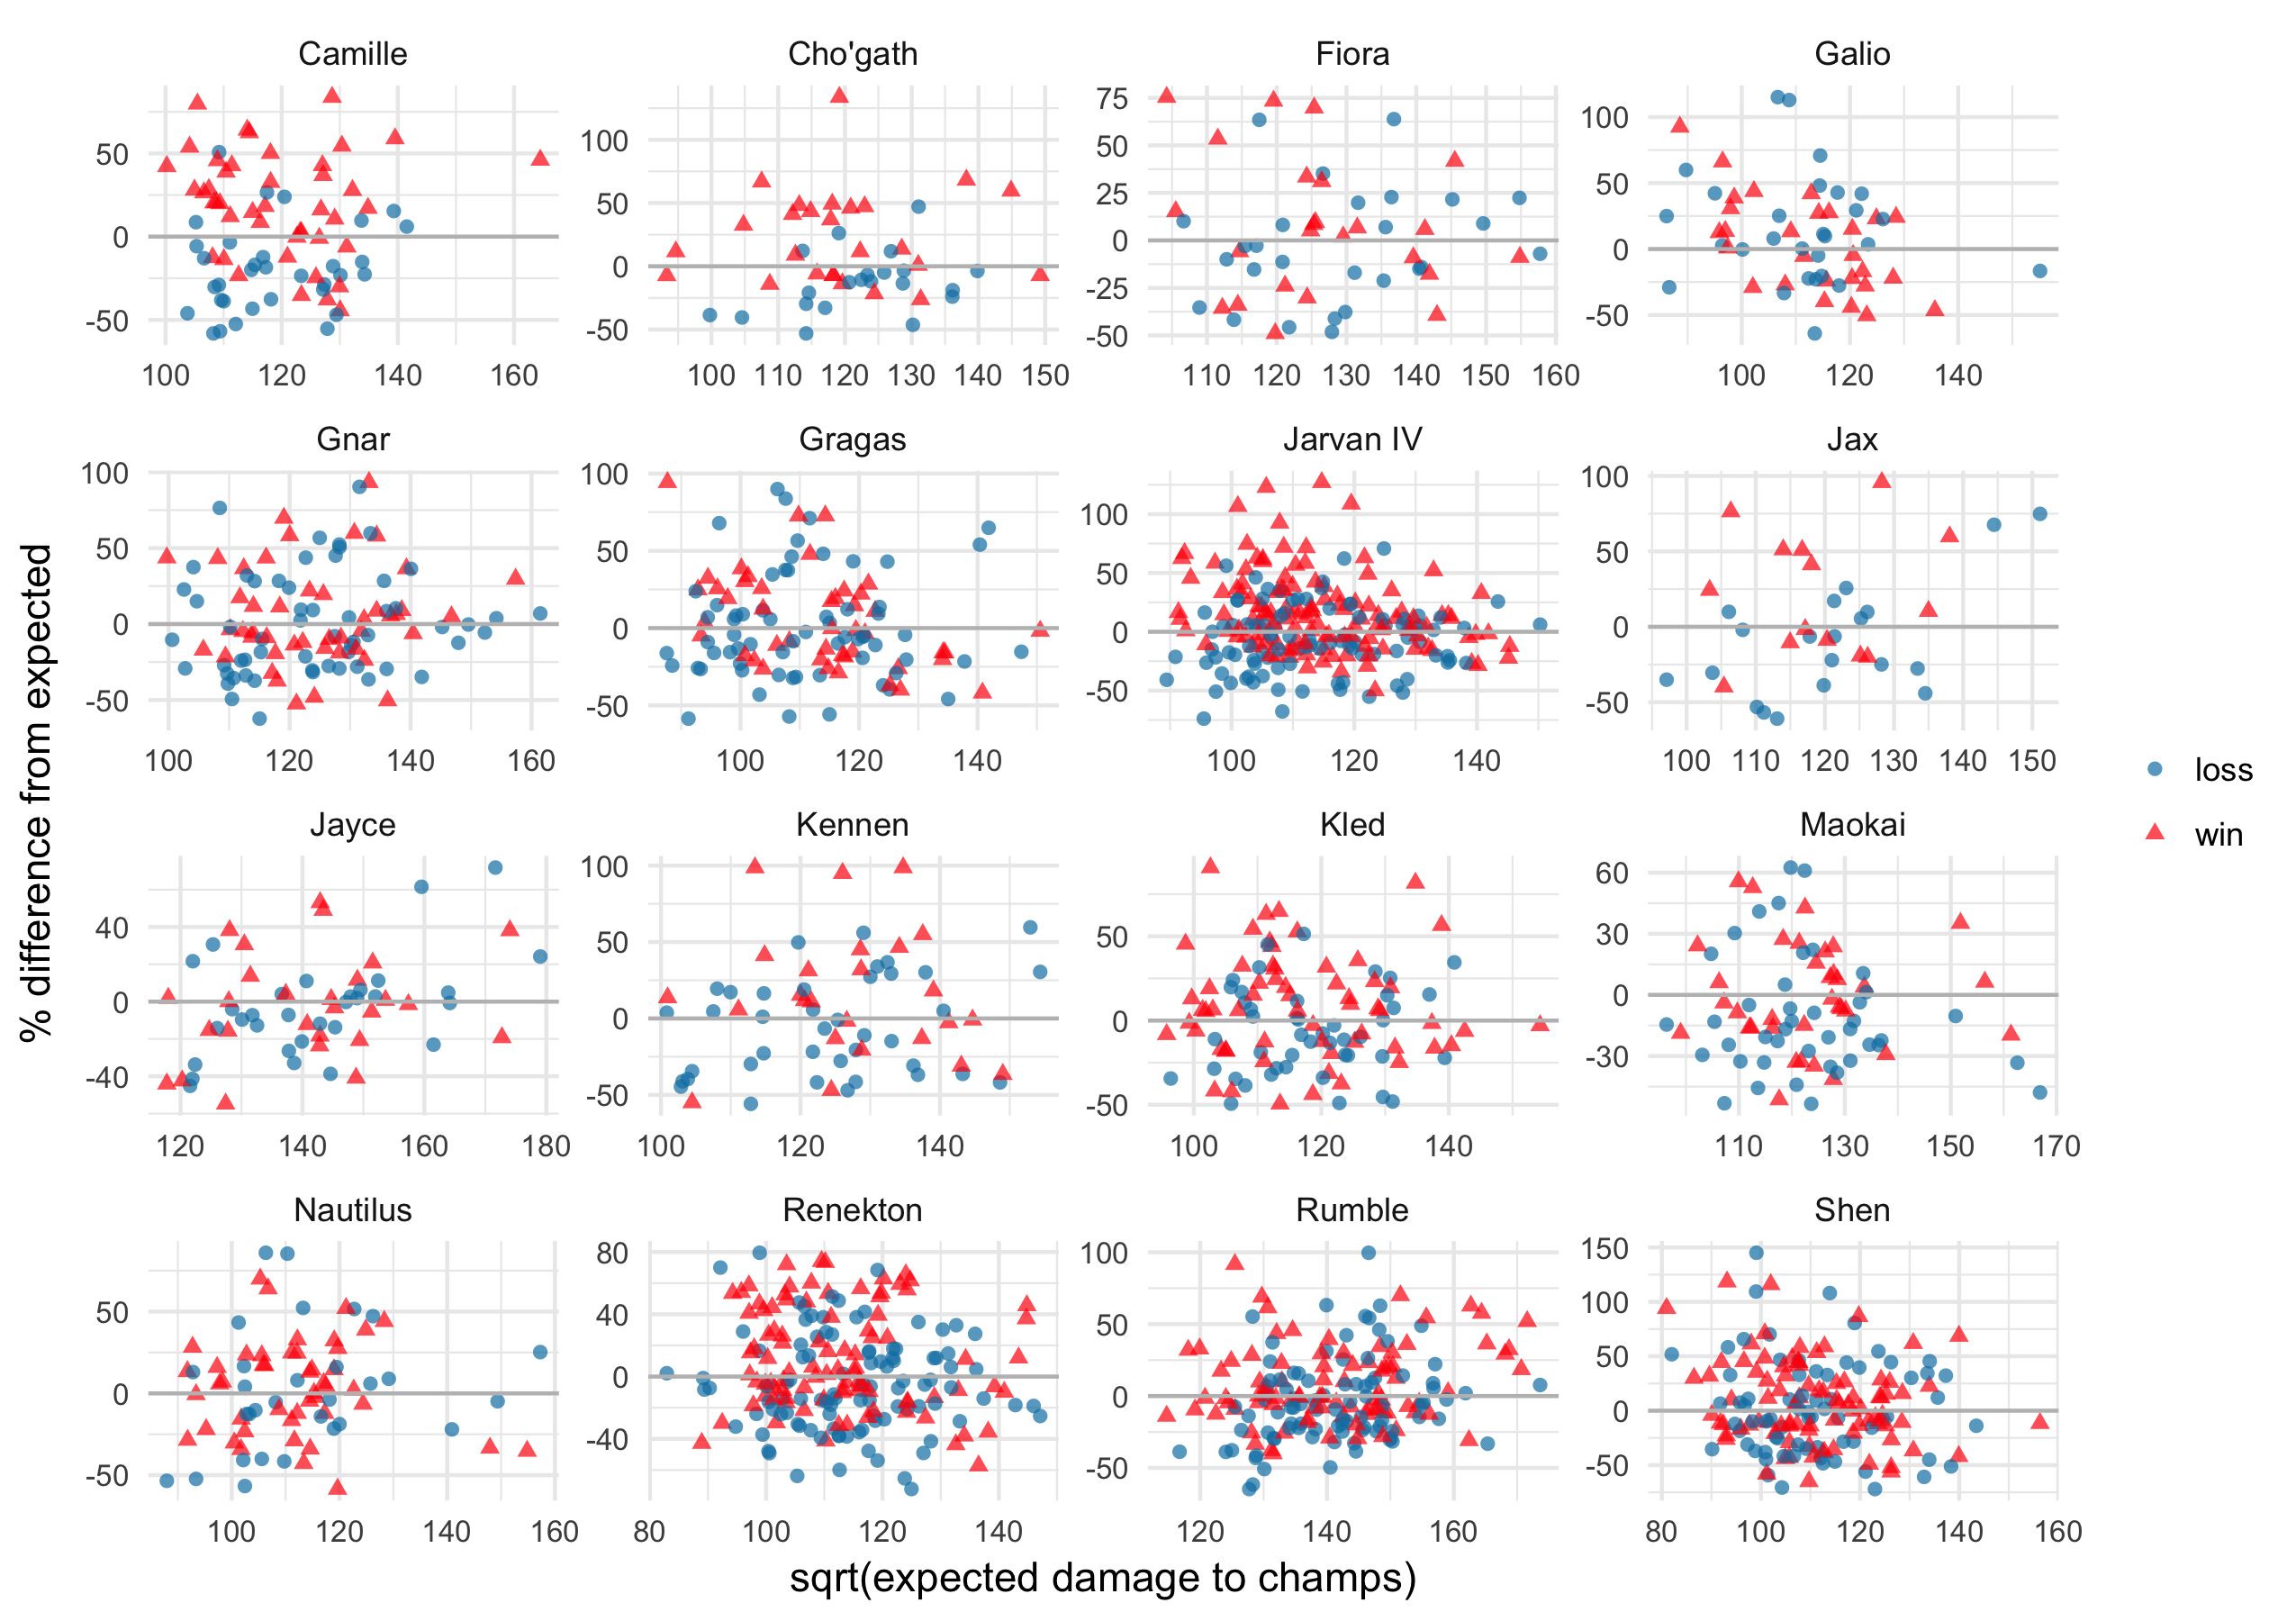 Camille Cho'gath Fiora Galio
50
0
-50
100 120 140 160
100
50
0
-50
100 110 120 130 140 150
75
50
25
0
-25
-50
110 120 130 140 150 160
100
50
0
-50
100 120 140
Gnar Gragas Jarvan IV Jax
100
50
0
-50
100 120 140 160
100
50
0
-50
100 120 140
100
50
0
-50
100 120 140
100
50
0
-50
100 110 120 130 140 150
Jayce Kennen Kled Maokai
40
0
-40
120 140 160 180
100
50
0
-50
100 120 140
50
0
-50
100 120 140
60
30
0
-30
110 130 150 170
Nautilus Renekton Rumble Shen
50
0
-50
100 120 140 160
80
40
0
-40
80 100 120 140
100
50
0
-50
120 140 160
150
100
50
0
-50
80 100 120 140 160
% difference from expected
sqrt(expected damage to champs)
loss
win